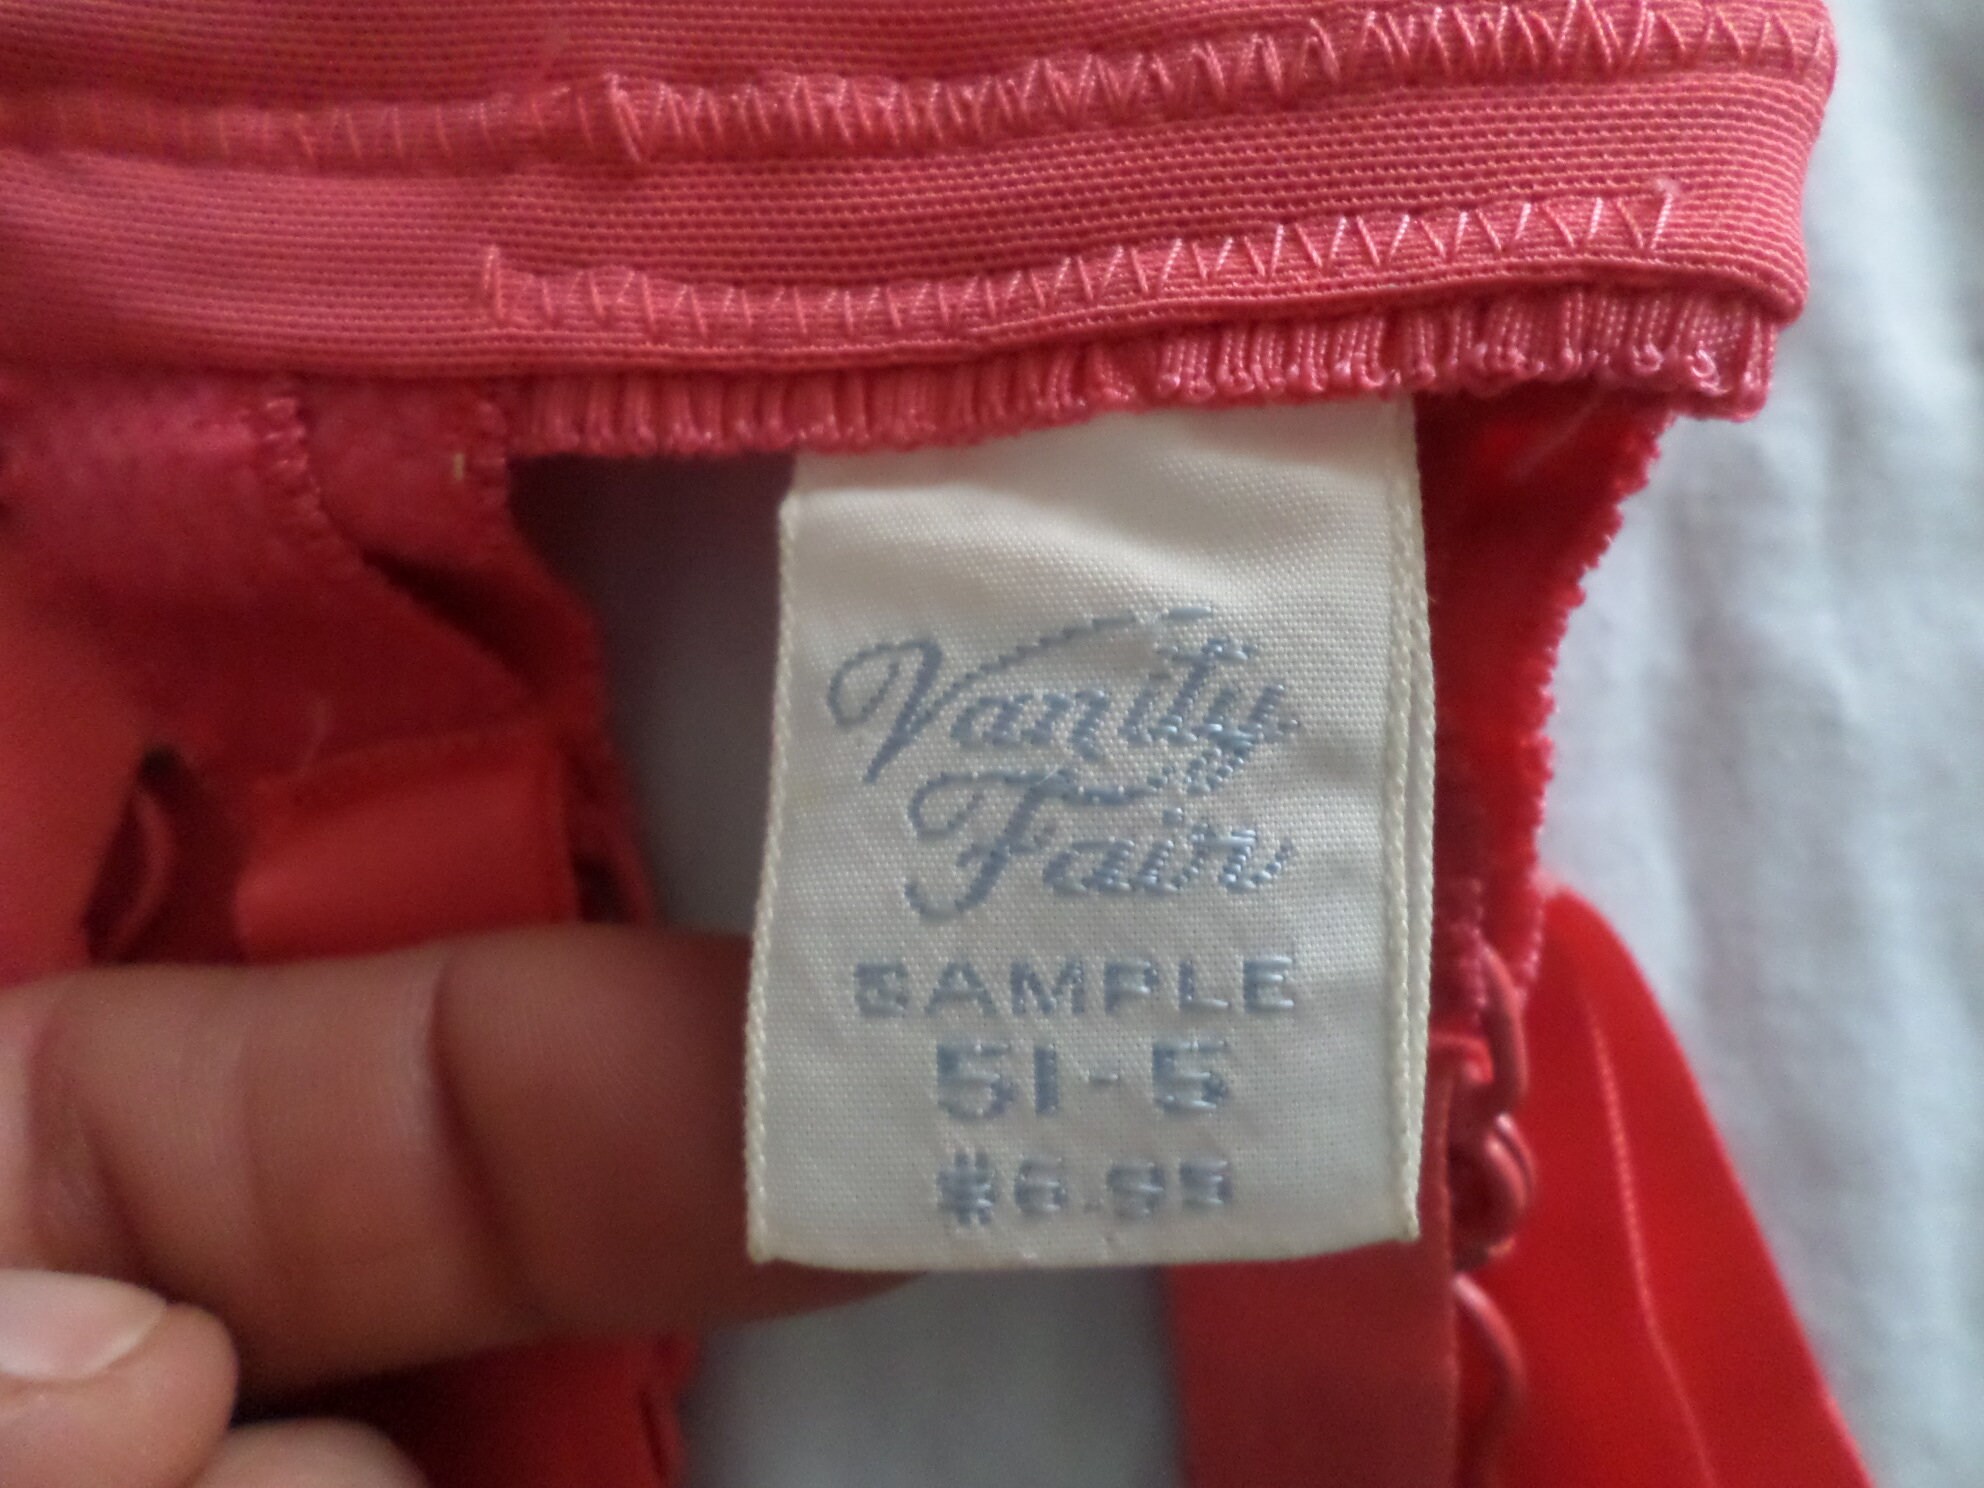 Vanity
Fair
SAMPLE
51-5
$6.95